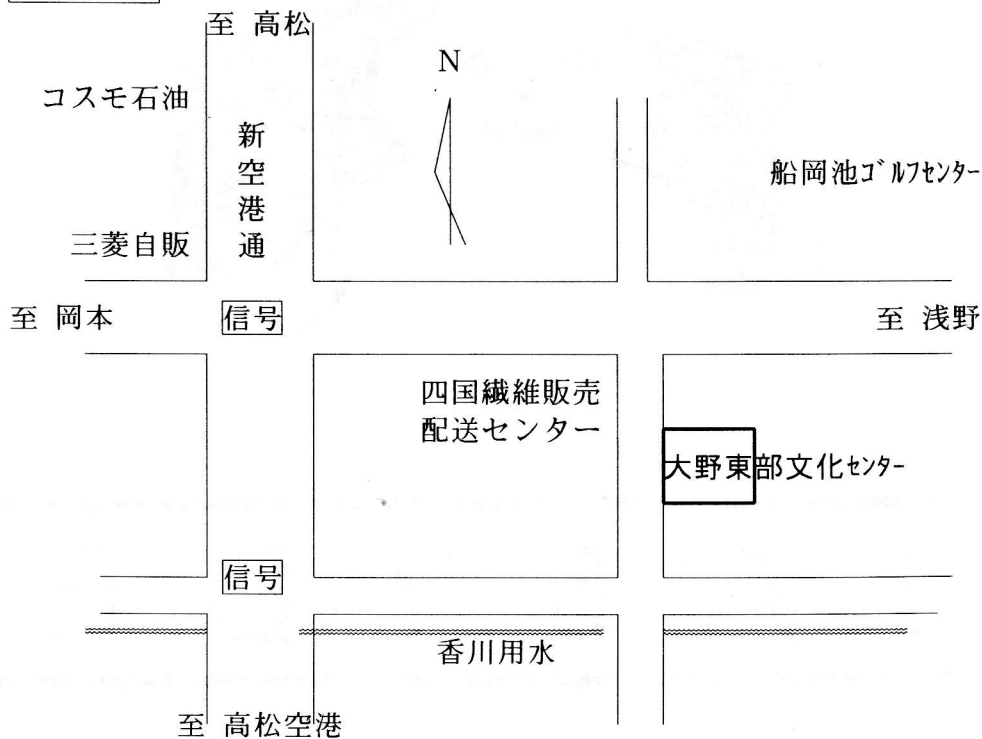 至 高松
N
コスモ石油
新空港通
船岡池ゴルフセンター
三菱自販
至 岡本
信号
至 浅野
四国繊維販売
配送センター
大野東部文化センター
信号
香川用水
至 高松空港